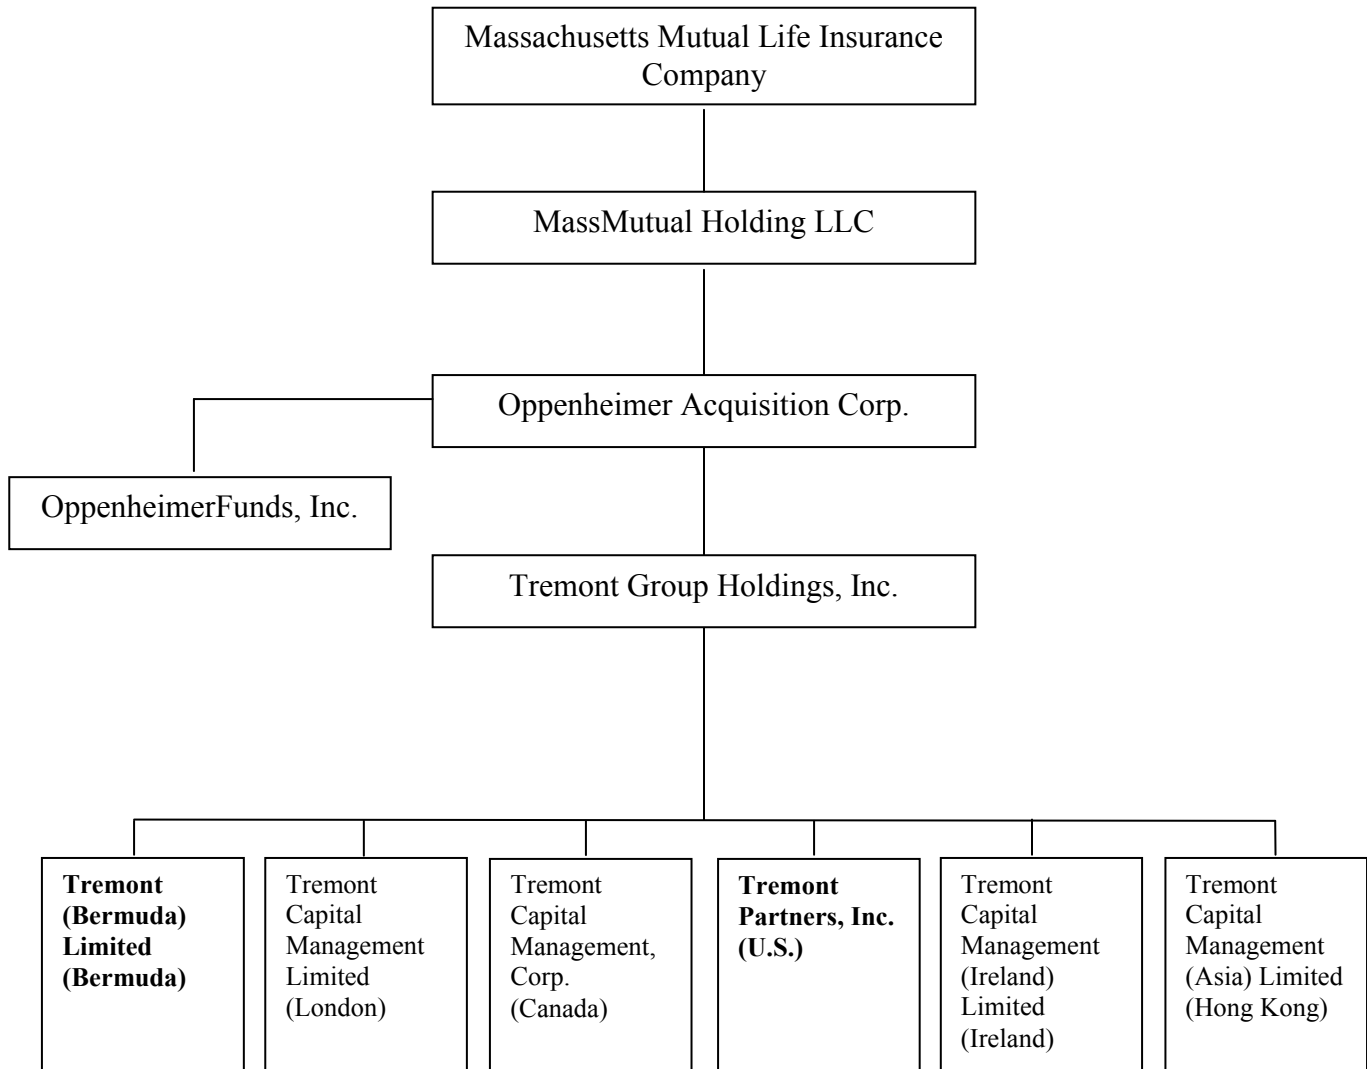 Massachusetts Mutual Life Insurance
Company
MassMutual Holding LLC
Oppenheimer Acquisition Corp.
OppenheimerFunds, Inc.
Tremont Group Holdings, Inc.
Tremont
(Bermuda)
Limited
(Bermuda)
Tremont
Capital
Management
Limited
(London)
Tremont
Capital
Management,
Corp.
(Canada)
Tremont
Partners, Inc.
(U.S.)
Tremont
Capital
Management
(Ireland)
Limited
(Ireland)
Tremont
Capital
Management
(Asia) Limited
(Hong Kong)